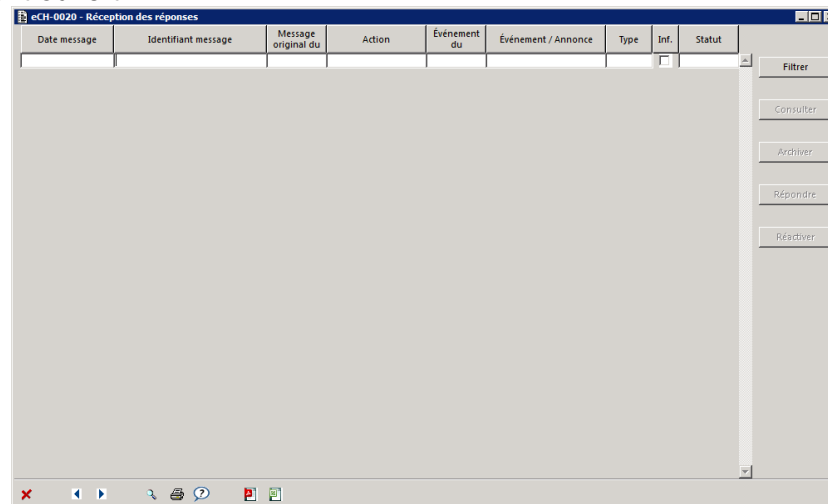 eCH-0020 - Réception des réponses
Date message Identifiant message Message original du Action Événement du Événement / Annonce Type Inf. Statut
Filtrer
Consulter
Archiver
Répondre
Réactiver